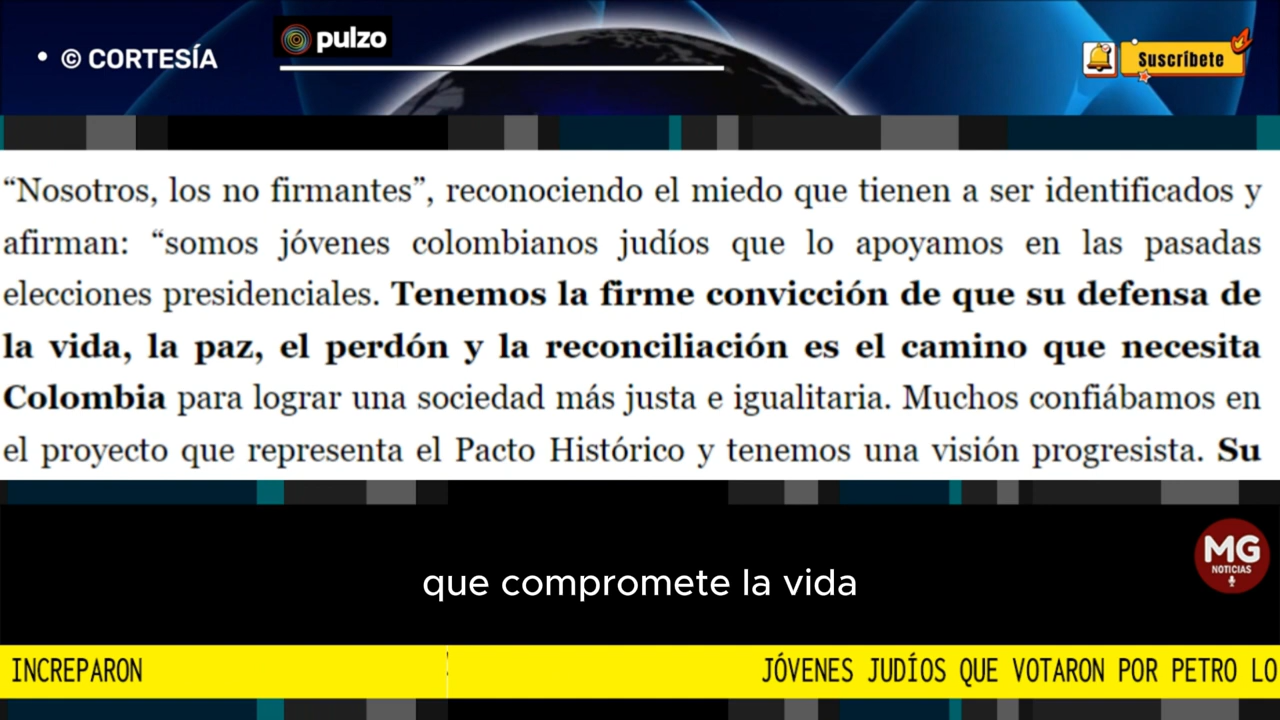 • © CORTESÍA
pulzo
Suscríbete
“Nosotros, los no firmantes”, reconociendo el miedo que tienen a ser identificados y
afirman: “somos jóvenes colombianos judíos que lo apoyamos en las pasadas
elecciones presidenciales. Tenemos la firme convicción de que su defensa de
la vida, la paz, el perdón y la reconciliación es el camino que necesita
Colombia para lograr una sociedad más justa e igualitaria. Muchos confiábamos en
el proyecto que representa el Pacto Histórico y tenemos una visión progresista. Su
MG
NOTICIAS
que compromete la vida
INCREPARON
JÓVENES JUDÍOS QUE VOTARON POR PETRO LO